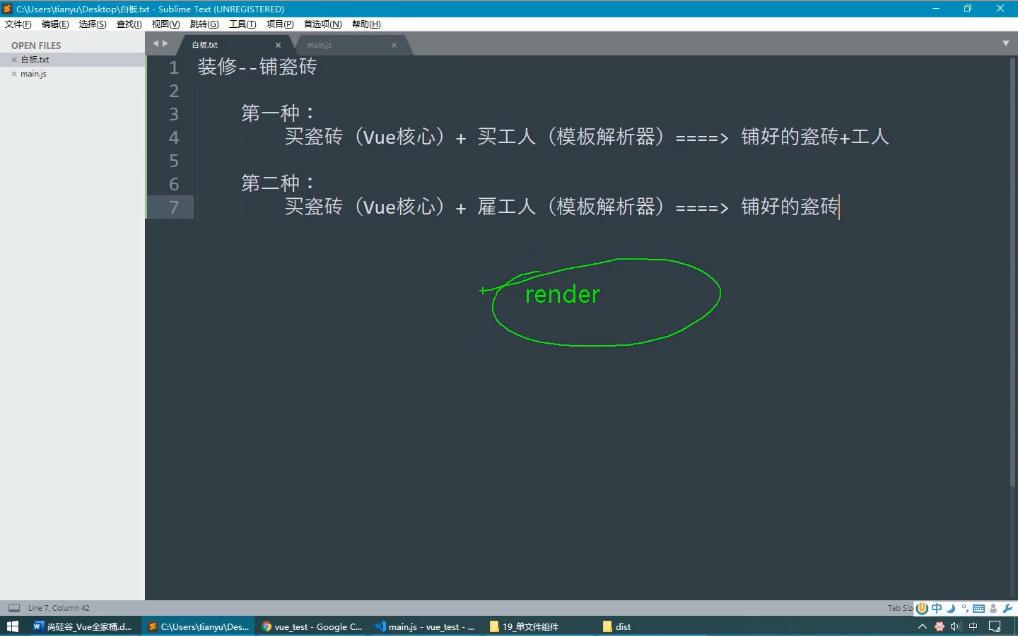 C:\Users\tianyu\Desktop\白板.txt - Sublime Text (UNREGISTERED)
文件(F) 编辑(E) 选择(S) 查找(I) 视图(V) 跳转(G) 工具(T) 项目(P) 首选项(N) 帮助(H)
OPEN FILES
白板.txt
main.js
白板.txt
main.js
1 装修--铺瓷砖
2
3 第一种：
4 买瓷砖（Vue核心）+ 买工人（模板解析器）====> 铺好的瓷砖+工人
5
6 第二种：
7 买瓷砖（Vue核心）+ 雇工人（模板解析器）====> 铺好的瓷砖
render
Line 7, Column 42
Tab Siz
中
尚硅谷_Vue全家桶.d...
C:\Users\tianyu\Des...
vue_test - Google C...
main.js - vue_test - ...
19_单文件组件
dist
中